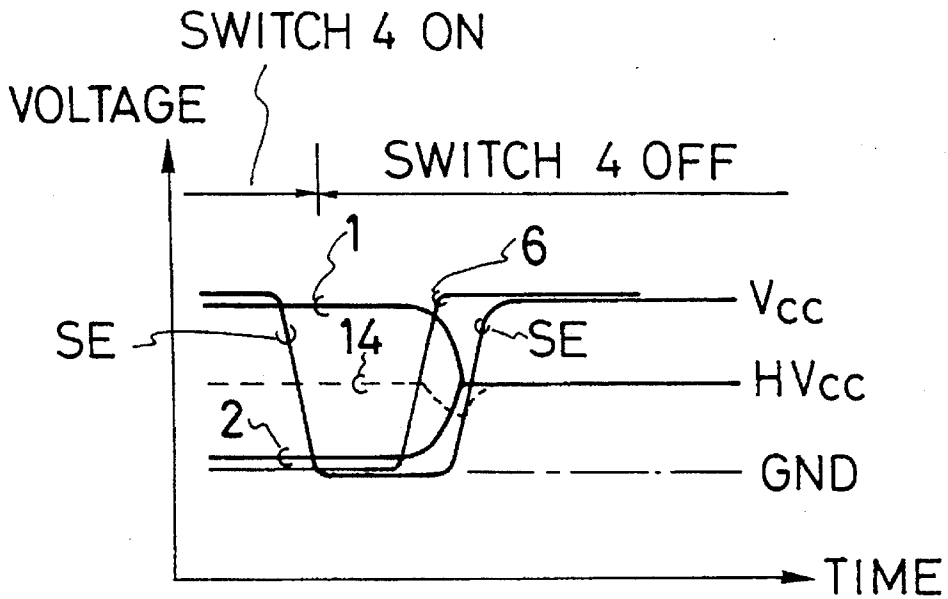 SWITCH 4 ON
VOLTAGE
SWITCH 4 OFF
1
6
VCC
SE
14
SE
HVCC
2
GND
TIME